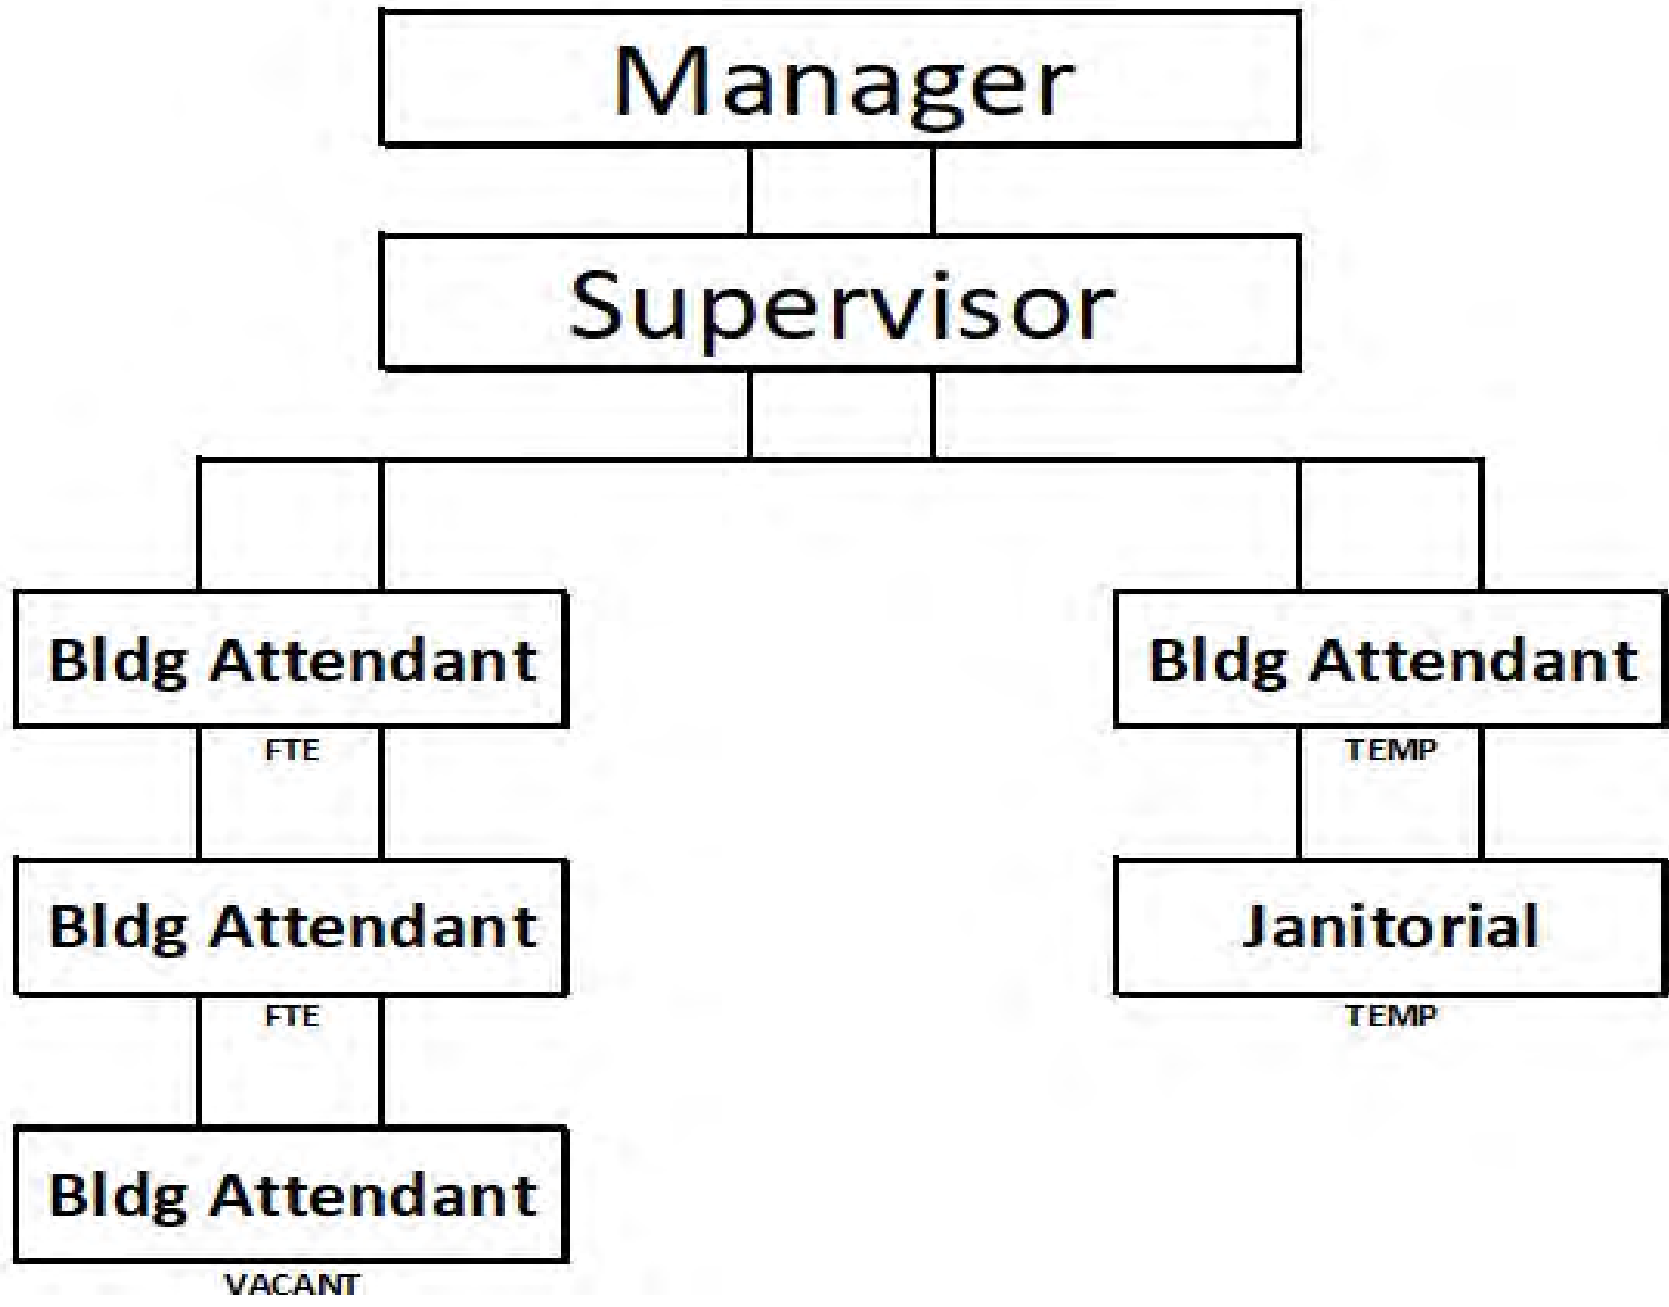 Manager
Supervisor
Bldg Attendant
FTE
Bldg Attendant
FTE
Bldg Attendant
VACANT
Bldg Attendant
TEMP
Janitorial
TEMP